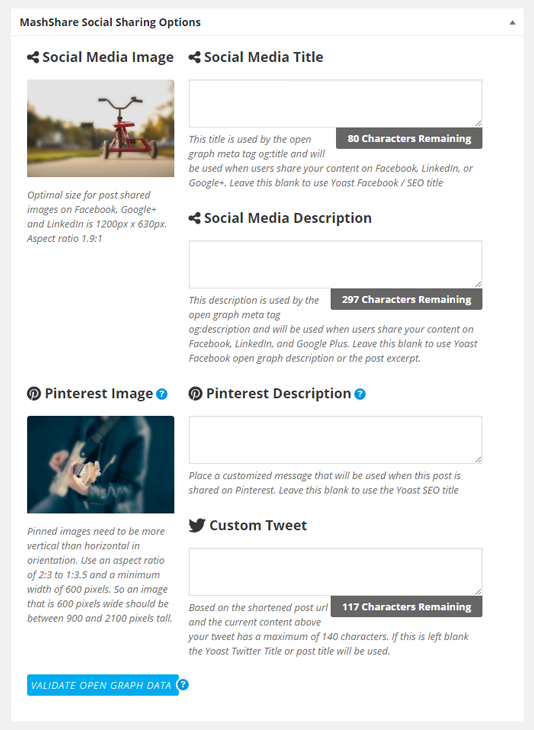 MashShare Social Sharing Options
Social Media Image
Optimal size for post shared
images on Facebook, Google+
and LinkedIn is 1200px x 630px.
Aspect ratio 1.9:1
Social Media Title
80 Characters Remaining
This title is used by the open
graph meta tag og:title and will
be used when users share your content on Facebook, LinkedIn, or
Google+. Leave this blank to use Yoast Facebook / SEO title
Social Media Description
297 Characters Remaining
This description is used by the
open graph meta tag
og:description and will be used when users share your content on
Facebook, LinkedIn, and Google Plus. Leave this blank to use Yoast
Facebook open graph description or the post excerpt.
Pinterest Image ?
Pinned images need to be more
vertical than horizontal in
orientation. Use an aspect ratio
of 2:3 to 1:3.5 and a minimum
width of 600 pixels. So an image
that is 600 pixels wide should be
between 900 and 2100 pixels tall.
Pinterest Description ?
Place a customized message that will be used when this post is
shared on Pinterest. Leave this blank to use the Yoast SEO title
Custom Tweet
117 Characters Remaining
Based on the shortened post url
and the current content above
your tweet has a maximum of 140 characters. If this is left blank
the Yoast Twitter Title or post title will be used.
VALIDATE OPEN GRAPH DATA ?